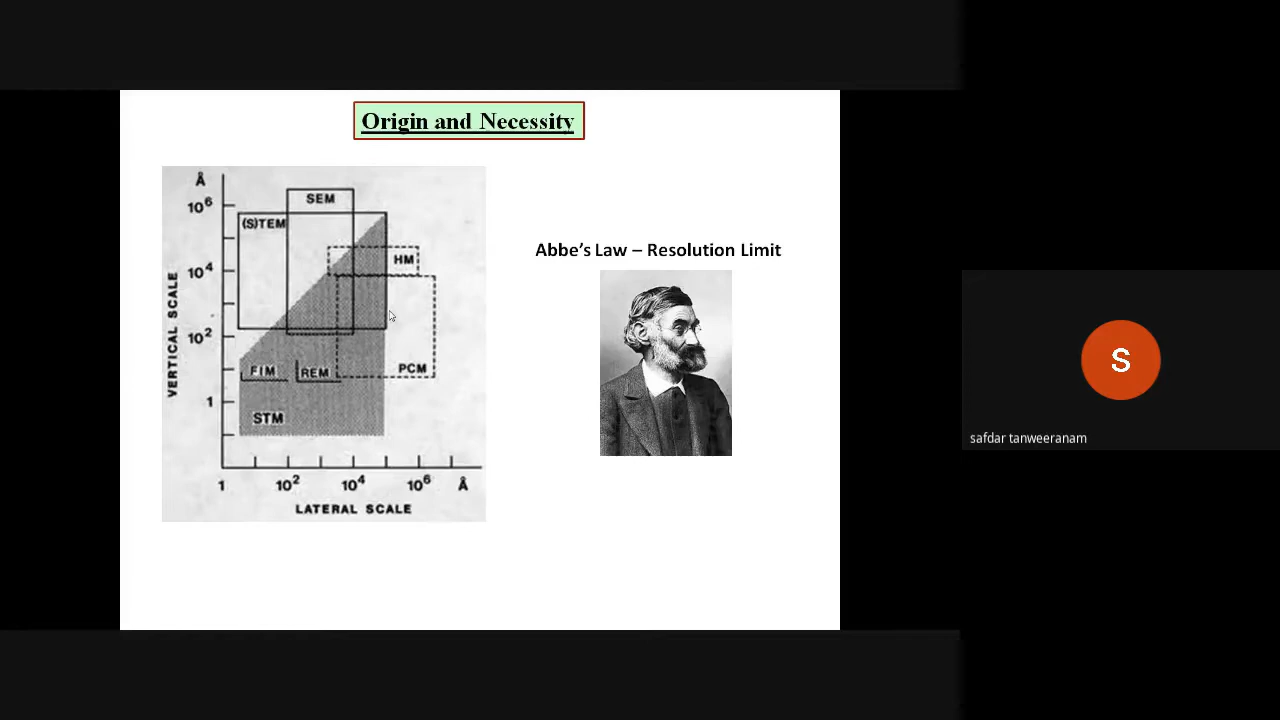 Origin and Necessity
Å
10⁶
SEM
(S)TEM
HM
10⁴
VERTICAL SCALE
10²
FIM
REM
PCM
1
STM
1
10²
10⁴
10⁶
Å
LATERAL SCALE
Abbe's Law – Resolution Limit
S
safdar tanweeranam